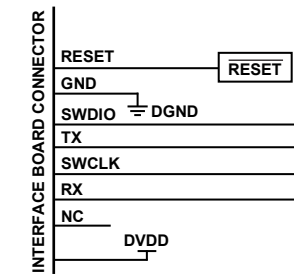 INTERFACE BOARD CONNECTOR
RESET
RESET
GND
SWDIO
DGND
TX
SWCLK
RX
NC
DVDD